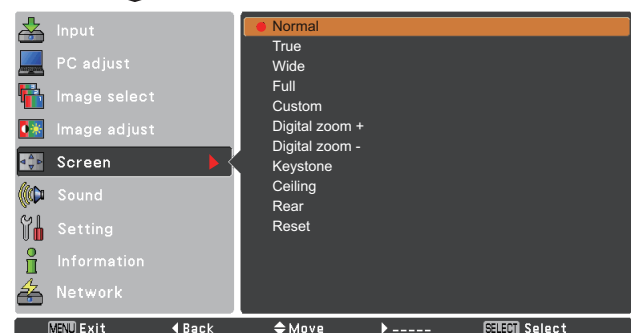 Input
PC adjust
Image select
Image adjust
Screen
Sound
Setting
Information
Network
Normal
True
Wide
Full
Custom
Digital zoom +
Digital zoom -
Keystone
Ceiling
Rear
Reset
MENU Exit Back Move ----- SELECT Select